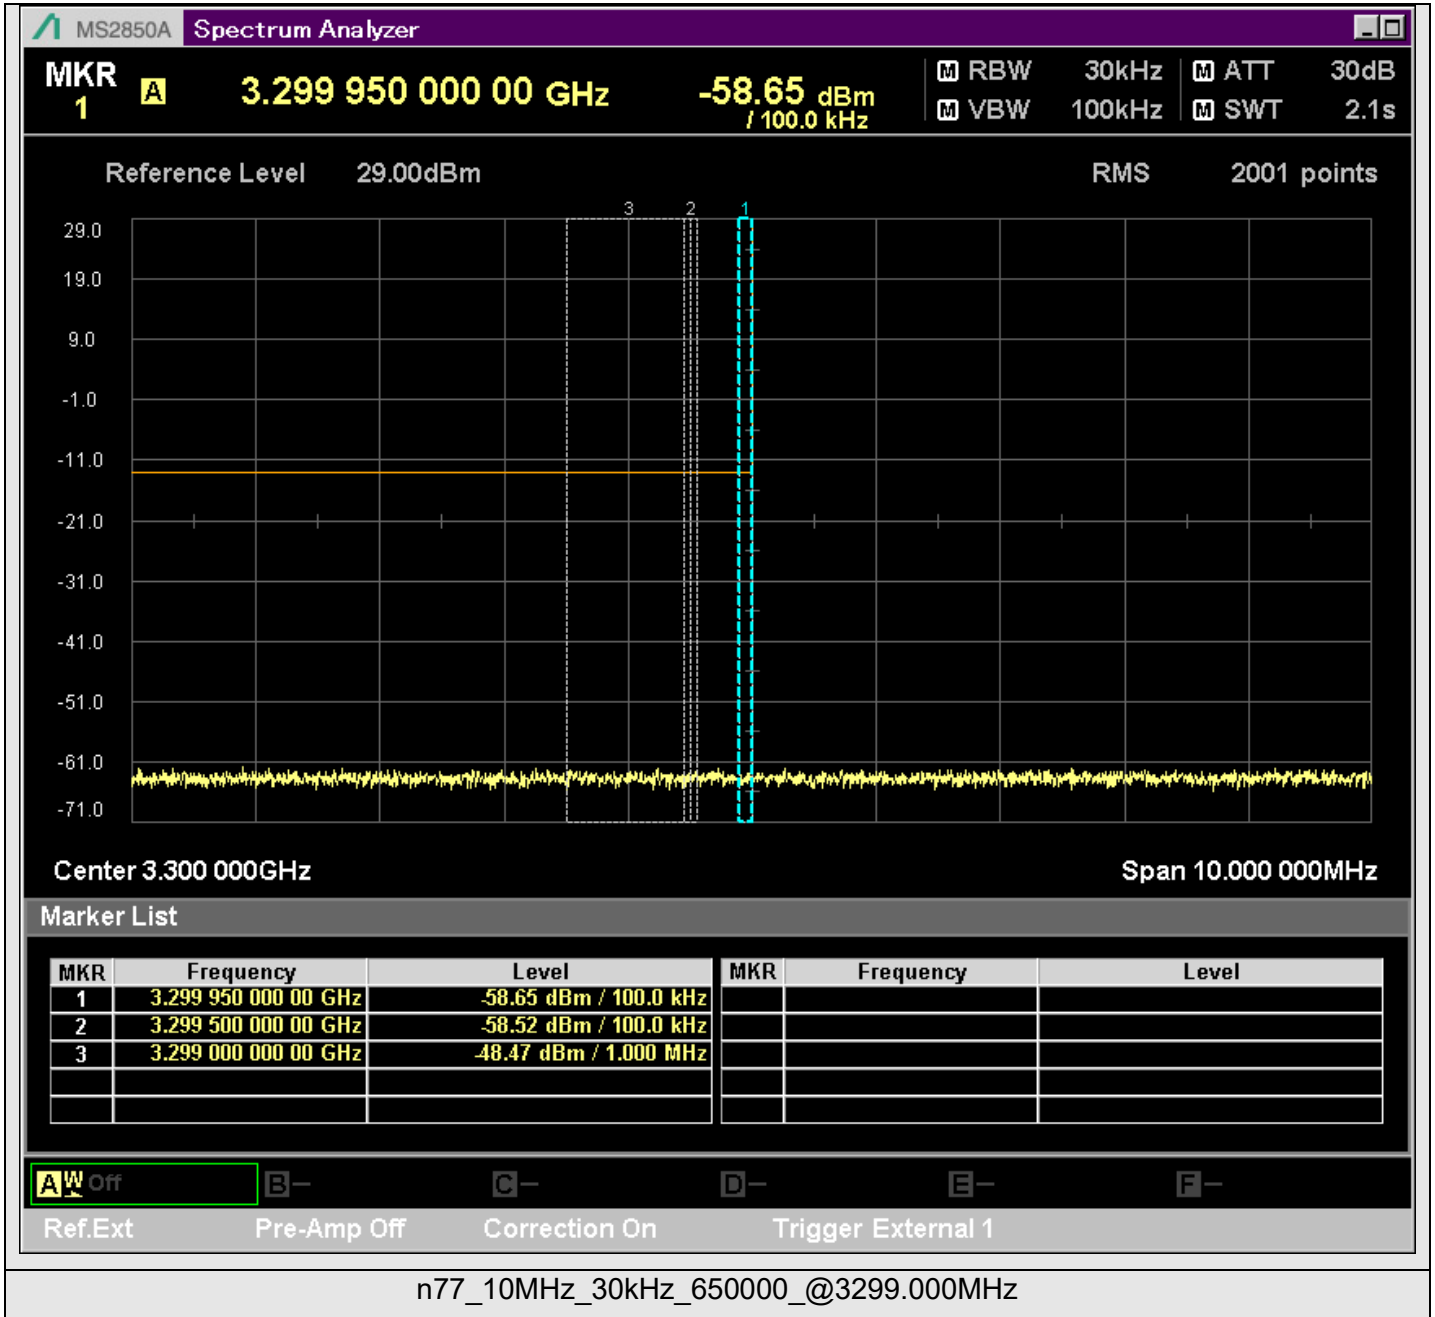 MS2850A Spectrum Analyzer
MKR 1 A 3.299 950 000 00 GHz -58.65 dBm / 100.0 kHz
M RBW 30kHz M ATT 30dB
M VBW 100kHz M SWT 2.1s
Reference Level 29.00dBm RMS 2001 points
3 2 1
29.0
19.0
9.0
-1.0
-11.0
-21.0
-31.0
-41.0
-51.0
-61.0
-71.0
Center 3.300 000GHz Span 10.000 000MHz
Marker List
MKR Frequency Level MKR Frequency Level
1 3.299 950 000 00 GHz -58.65 dBm / 100.0 kHz
2 3.299 500 000 00 GHz -58.52 dBm / 100.0 kHz
3 3.299 000 000 00 GHz -48.47 dBm / 1.000 MHz
A W Off B- C- D- E- F-
Ref.Ext Pre-Amp Off Correction On Trigger External 1
n77_10MHz_30kHz_650000_@3299.000MHz